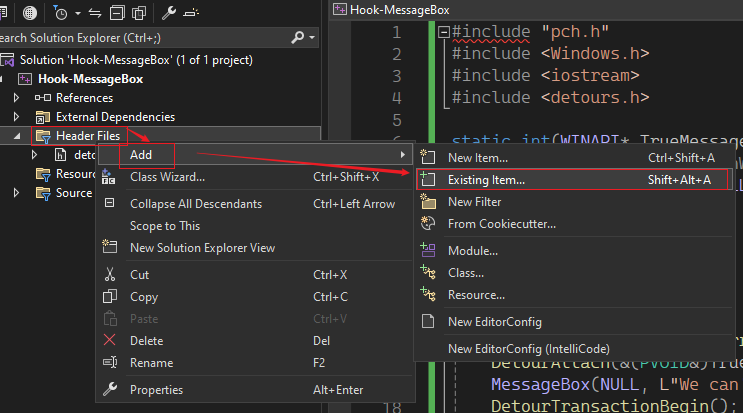 Hook-MessageBox
earch Solution Explorer (Ctrl+;)
Solution 'Hook-MessageBox' (1 of 1 project)
Hook-MessageBox
References
External Dependencies
Header Files
deto
Resour
Source
Add
Class Wizard... Ctrl+Shift+X
Collapse All Descendants Ctrl+Left Arrow
Scope to This
New Solution Explorer View
Cut Ctrl+X
Copy Ctrl+C
Paste Ctrl+V
Delete Del
Rename F2
Properties Alt+Enter
New Item... Ctrl+Shift+A
Existing Item... Shift+Alt+A
New Filter
From Cookiecutter...
Module...
Class...
Resource...
New EditorConfig
New EditorConfig (IntelliCode)
1 #include "pch.h"
2 #include <Windows.h>
3 #include <iostream>
4 #include <detours.h>
5
static int(WINAPI* TrueMessag
DetourAttach(&(PVOID&)True
MessageBox(NULL, L"We can
18 DetourTransactionBegin();